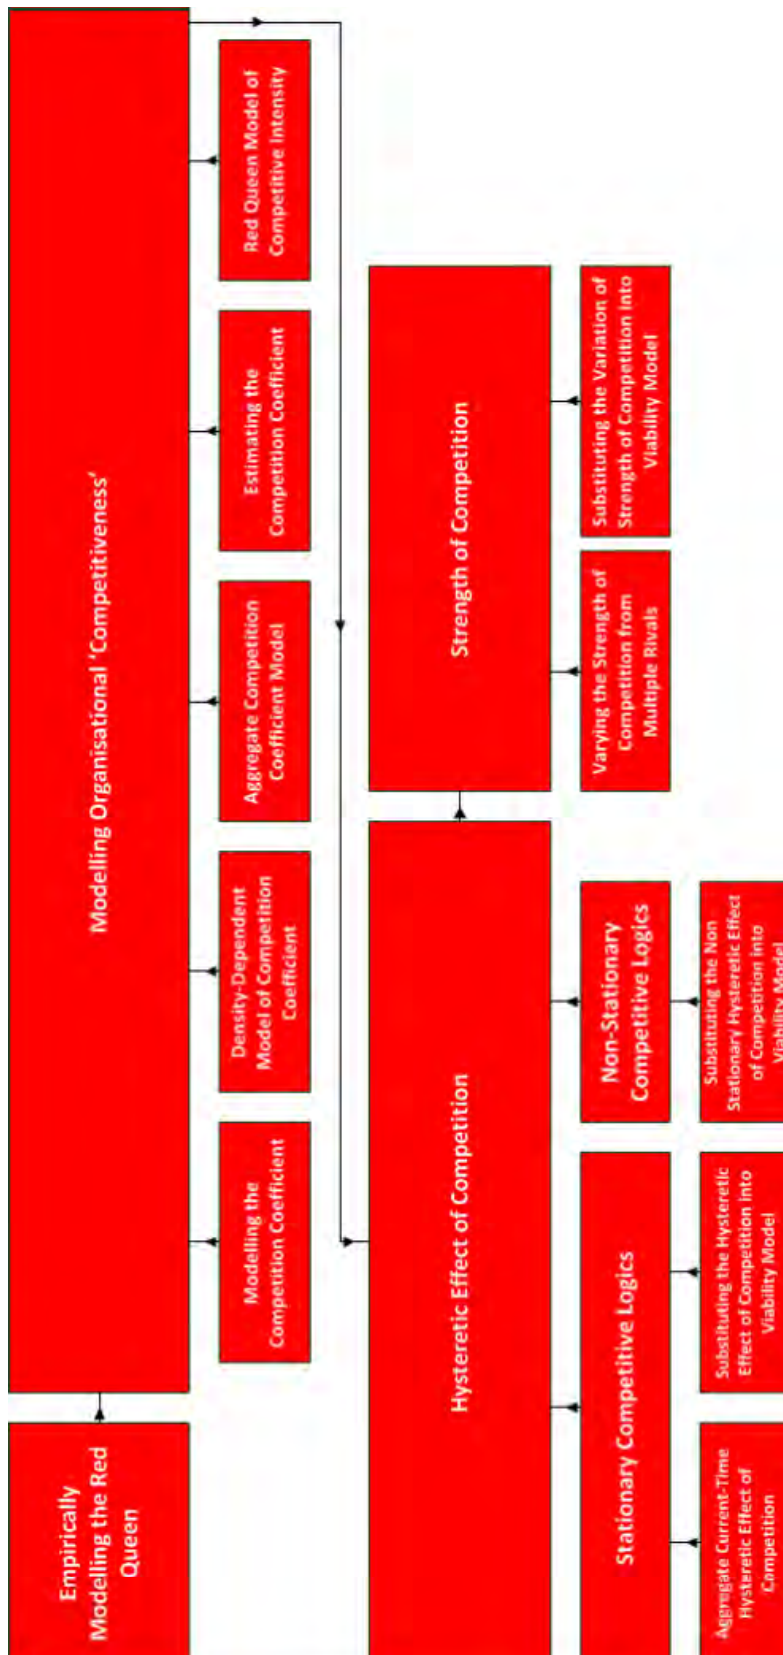 Empirically
Modelling the Red
Queen
Modelling Organisational 'Competitiveness'
Modelling the
Competition Coefficient
Density-Dependent
Model of Competition
Coefficient
Aggregate Competition
Coefficient Model
Estimating the
Competition Coefficient
Red Queen Model of
Competitive Intensity
Hysteretic Effect of Competition
Strength of Competition
Stationary Competitive Logics
Non-Stationary
Competitive Logics
Varying the Strength of
Competition from
Multiple Rivals
Substituting the Variation of
Strength of Competition into
Viability Model
Aggregate Current-Time
Hysteretic Effect of
Competition
Substituting the Hysteretic
Effect of Competition into
Viability Model
Substituting the Non
Stationary Hysteretic Effect
of Competition into
Viability Model